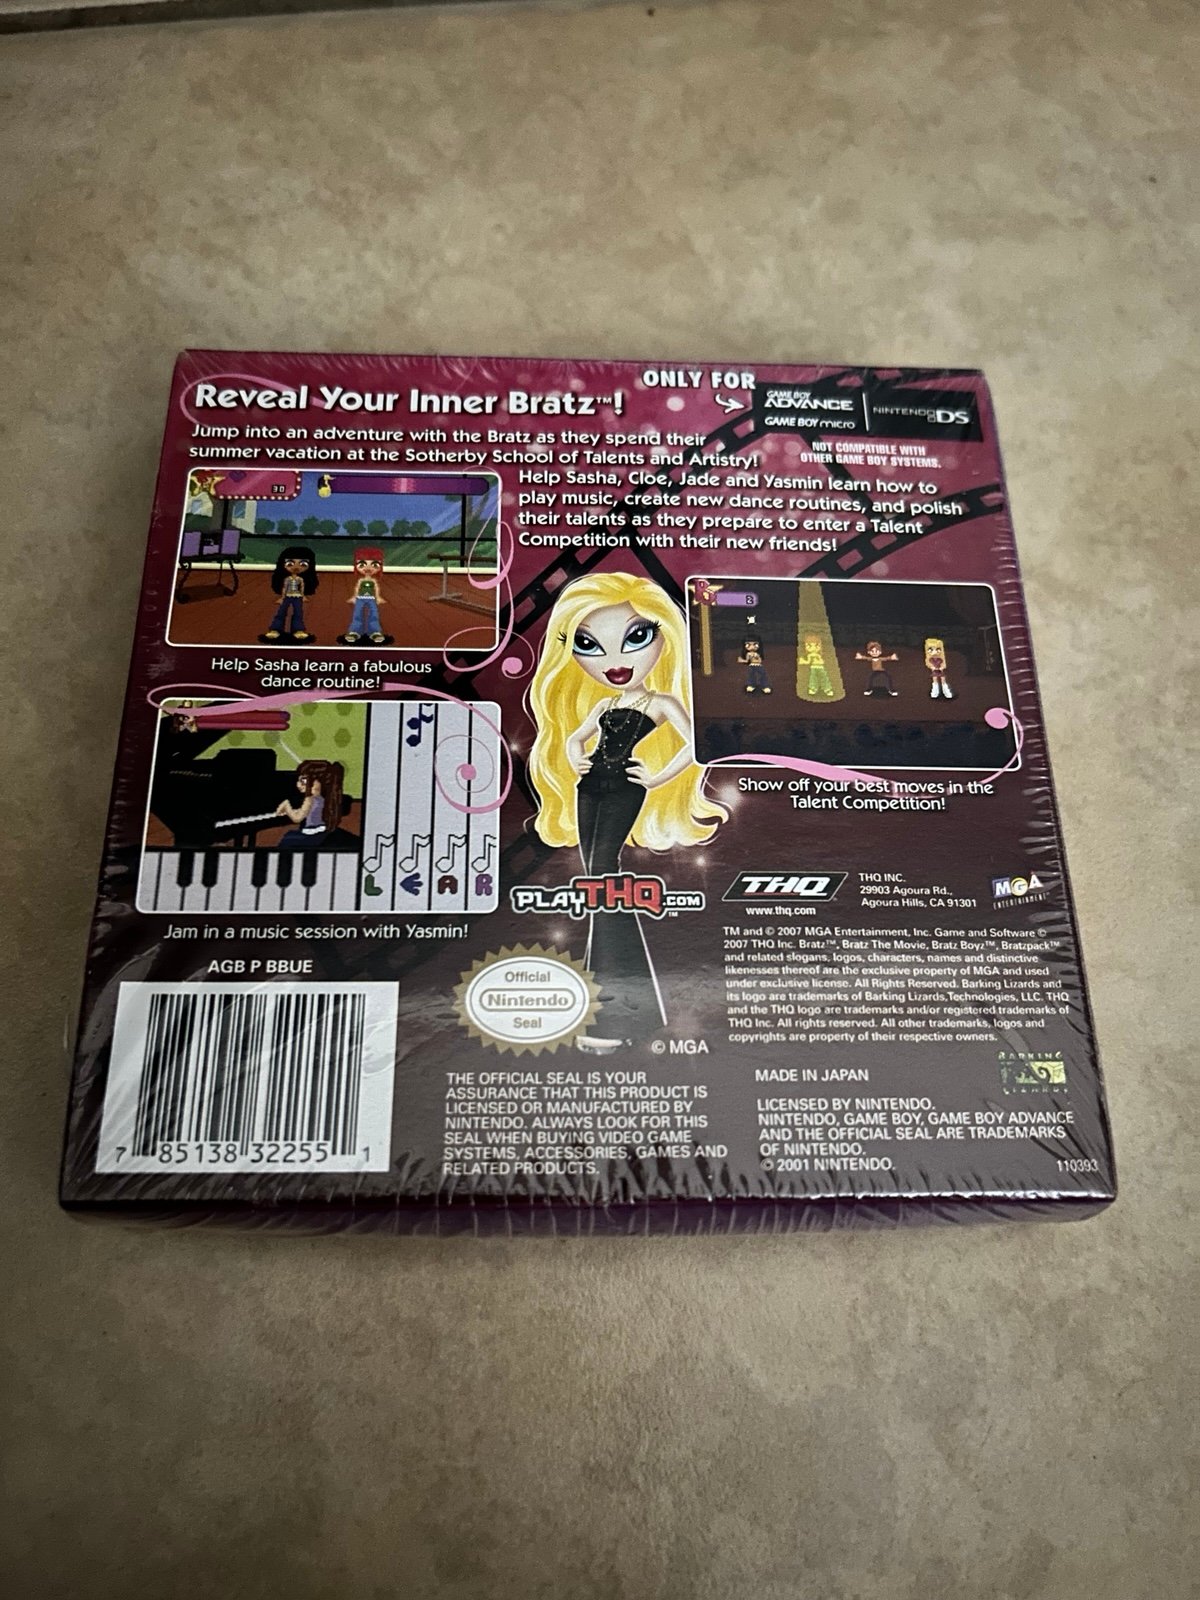 Reveal Your Inner Bratz™!
ONLY FOR
GAME BOY ADVANCE
GAME BOY micro
NINTENDO DS
NOT COMPATIBLE WITH
OTHER GAME BOY SYSTEMS.
Jump into an adventure with the Bratz as they spend their
summer vacation at the Sotherby School of Talents and Artistry!
Help Sasha, Cloe, Jade and Yasmin learn how to
play music, create new dance routines, and polish
their talents as they prepare to enter a Talent
Competition with their new friends!
30
Help Sasha learn a fabulous
dance routine!
2
Show off your best moves in the
Talent Competition!
L E A R
Jam in a music session with Yasmin!
PLAYTHQ.COM™
THQ
www.thq.com
THQ INC.
29903 Agoura Rd.,
Agoura Hills, CA 91301
MGA
ENTERTAINMENT
TM and © 2007 MGA Entertainment, Inc. Game and Software ©
2007 THQ Inc. Bratz™, Bratz The Movie, Bratz Boyz™, Bratzpack™
and related slogans, logos, characters, names and distinctive
likenesses thereof are the exclusive property of MGA and used
under exclusive license. All Rights Reserved. Barking Lizards and
its logo are trademarks of Barking Lizards,Technologies, LLC. THQ
and the THQ logo are trademarks and/or registered trademarks of
THQ Inc. All rights reserved. All other trademarks, logos and
copyrights are property of their respective owners.
AGB P BBUE
7 85138 32255 1
Official
Nintendo
Seal
© MGA
THE OFFICIAL SEAL IS YOUR
ASSURANCE THAT THIS PRODUCT IS
LICENSED OR MANUFACTURED BY
NINTENDO. ALWAYS LOOK FOR THIS
SEAL WHEN BUYING VIDEO GAME
SYSTEMS, ACCESSORIES, GAMES AND
RELATED PRODUCTS.
MADE IN JAPAN
BARKING
LIZARDS
LICENSED BY NINTENDO.
NINTENDO, GAME BOY, GAME BOY ADVANCE
AND THE OFFICIAL SEAL ARE TRADEMARKS
OF NINTENDO.
© 2001 NINTENDO.
110393